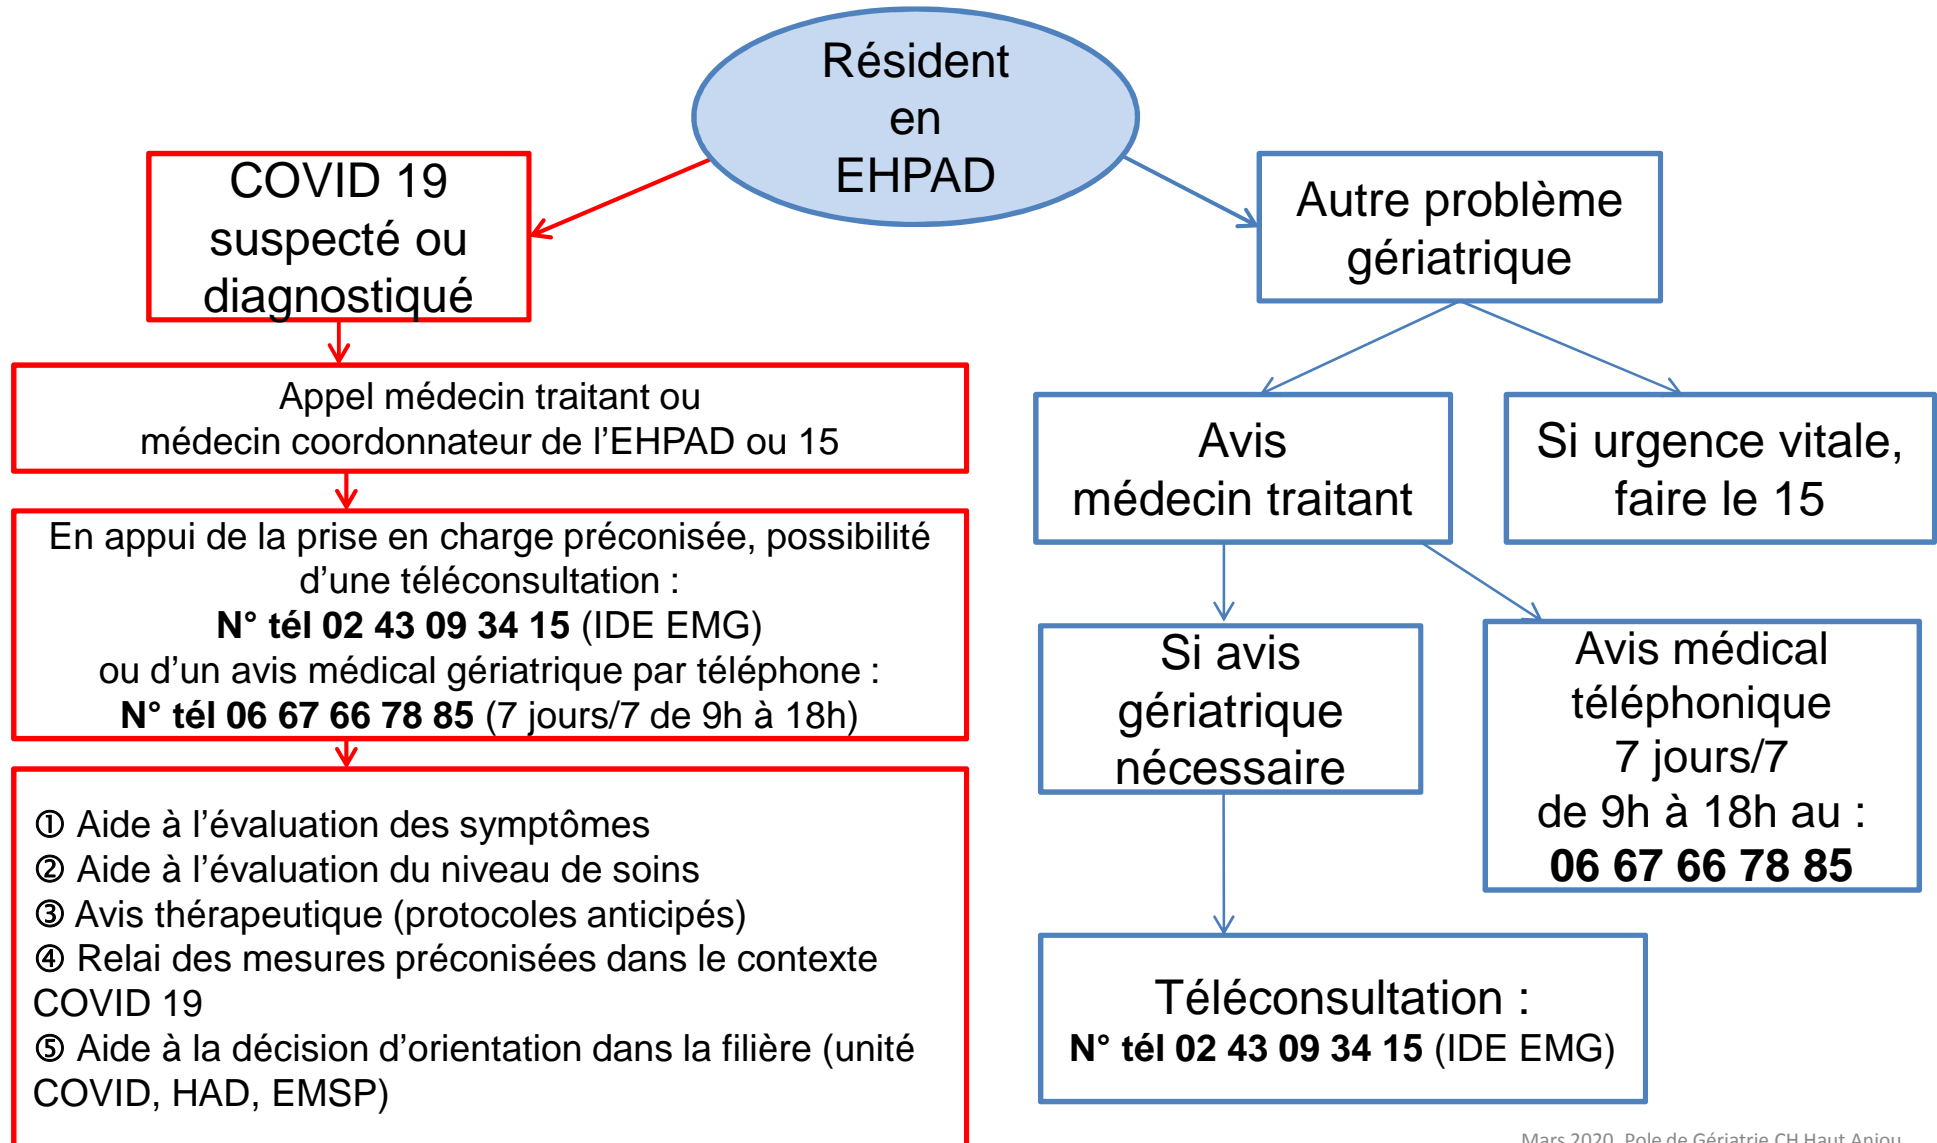 Résident
en
EHPAD
COVID 19
suspecté ou
diagnostiqué
Appel médecin traitant ou
médecin coordonnateur de l’EHPAD ou 15
En appui de la prise en charge préconisée, possibilité
d’une téléconsultation :
N° tél 02 43 09 34 15 (IDE EMG)
ou d’un avis médical gériatrique par téléphone :
N° tél 06 67 66 78 85 (7 jours/7 de 9h à 18h)
① Aide à l’évaluation des symptômes
② Aide à l’évaluation du niveau de soins
③ Avis thérapeutique (protocoles anticipés)
④ Relai des mesures préconisées dans le contexte
COVID 19
⑤ Aide à la décision d’orientation dans la filière (unité
COVID, HAD, EMSP)
Autre problème
gériatrique
Avis
médecin traitant
Si urgence vitale,
faire le 15
Si avis
gériatrique
nécessaire
Avis médical
téléphonique
7 jours/7
de 9h à 18h au :
06 67 66 78 85
Téléconsultation :
N° tél 02 43 09 34 15 (IDE EMG)
Mars 2020, Pole de Gériatrie CH Haut Anjou